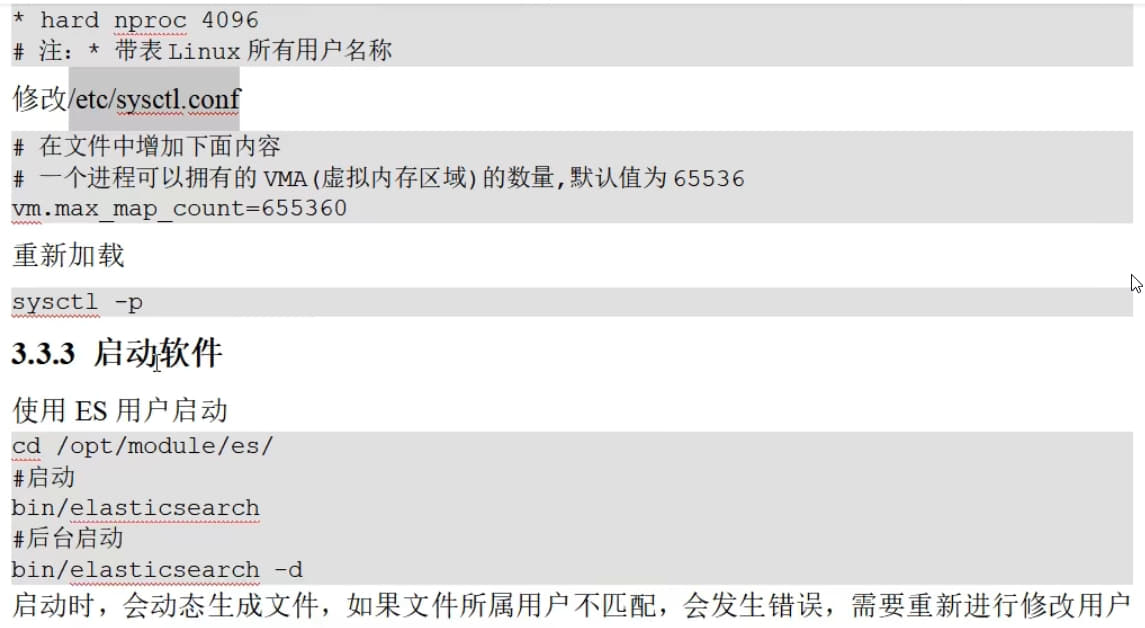 * hard nproc 4096
# 注：* 带表 Linux 所有用户名称
修改/etc/sysctl.conf
# 在文件中增加下面内容
# 一个进程可以拥有的 VMA(虚拟内存区域)的数量,默认值为 65536
vm.max_map_count=655360
重新加载
sysctl -p
3.3.3 启动软件
使用 ES 用户启动
cd /opt/module/es/
#启动
bin/elasticsearch
#后台启动
bin/elasticsearch -d
启动时，会动态生成文件，如果文件所属用户不匹配，会发生错误，需要重新进行修改用户